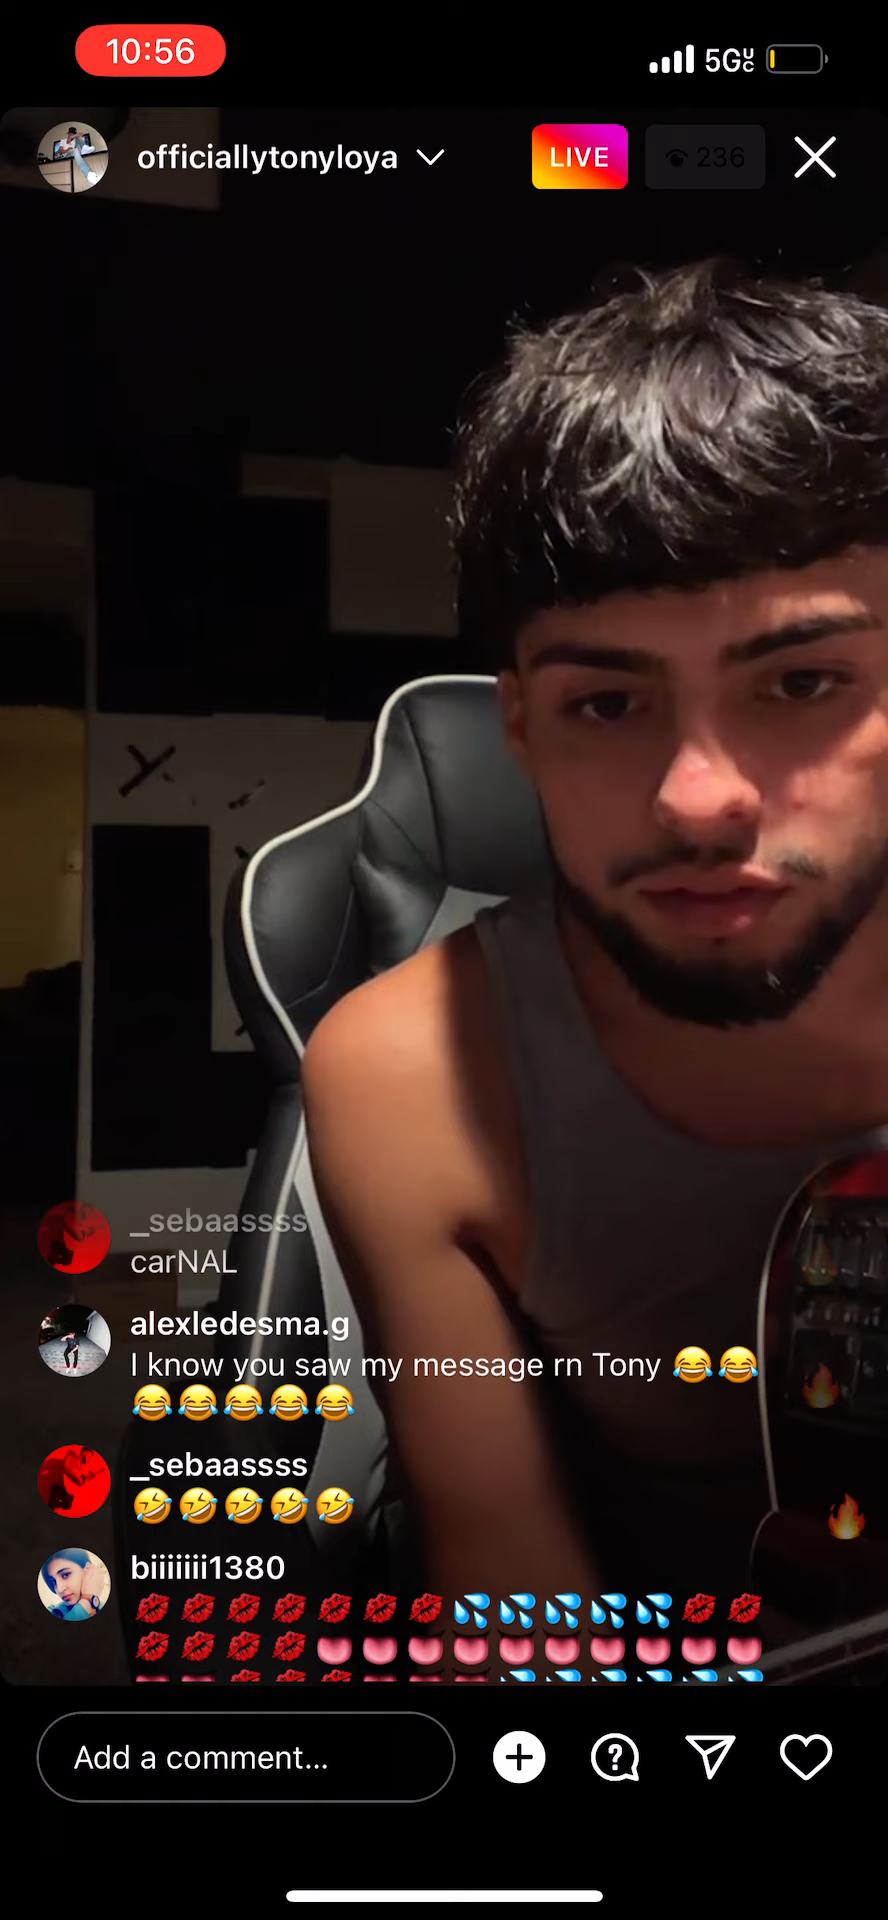 10:56
5GUC
officiallytonyloya
LIVE
236
_sebaassss
carNAL
alexledesma.g
I know you saw my message rn Tony 😂😂
😂😂😂😂😂
_sebaassss
🤣🤣🤣🤣🤣
biiiiiii1380
💋💋💋💋💋💋💋💦💦💦💦💦💋💋
💋💋💋💋👅👅👅👅👅👅👅👅👅👅
Add a comment...